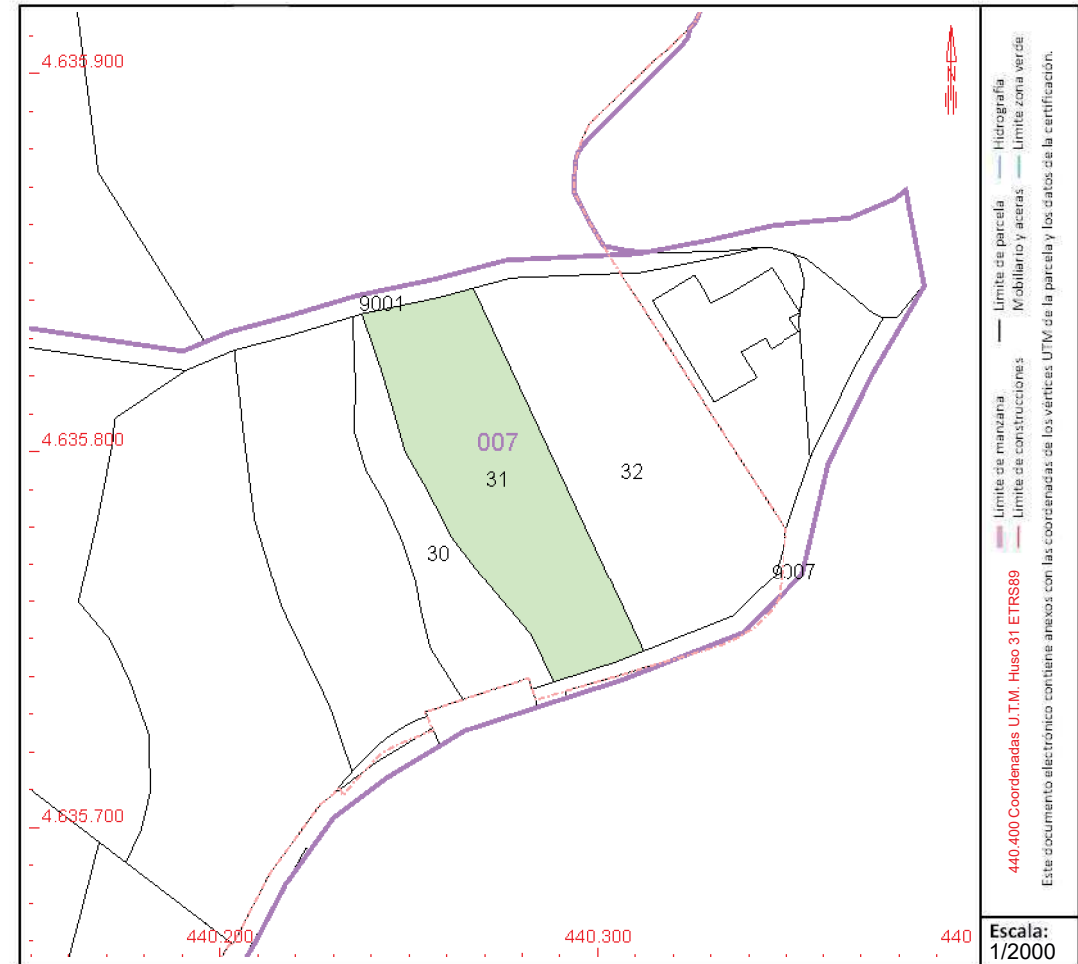 4.635.900
9001
4.635.800
007
31
32
30
9007
4.635.700
440.200
440.300
440
N
Límite de manzana
Límite de parcela
Hidrografía
Límite de construcciones
Mobiliario y aceras
Límite zona verde
440.400 Coordenadas U.T.M. Huso 31 ETRS89
Este documento electrónico contiene anexos con las coordenadas de los vértices UTM de la parcela y los datos de la certificación.
Escala:
1/2000